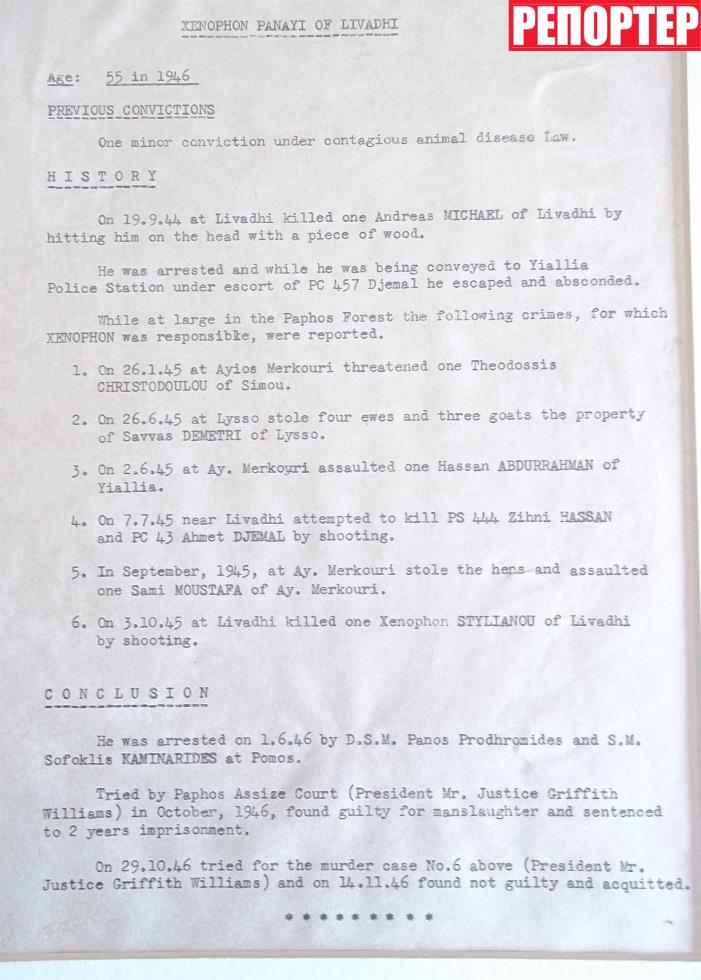 ΡΕΠΟΡΤΕΡ
XENOPHON PANAYI OF LIVADHI
Age: 55 in 1946
PREVIOUS CONVICTIONS
One minor conviction under contagious animal disease Law.
H I S T O R Y
On 19.9.44 at Livadhi killed one Andreas MICHAEL of Livadhi by
hitting him on the head with a piece of wood.
He was arrested and while he was being conveyed to Yiallia
Police Station under escort of PC 457 Djemal he escaped and absconded.
While at large in the Paphos Forest the following crimes, for which
XENOPHON was responsible, were reported.
1. On 26.1.45 at Ayios Merkouri threatened one Theodossis
CHRISTODOULOU of Simou.
2. On 26.6.45 at Lysso stole four ewes and three goats the property
of Savvas DEMETRI of Lysso.
3. On 2.6.45 at Ay. Merkouri assaulted one Hassan ABDURRAHMAN of
Yiallia.
4. On 7.7.45 near Livadhi attempted to kill PS 444 Zihni HASSAN
and PC 43 Ahmet DJEMAL by shooting.
5. In September, 1945, at Ay. Merkouri stole the hens and assaulted
one Sami MOUSTAFA of Ay. Merkouri.
6. On 3.10.45 at Livadhi killed one Xenophon STYLIANOU of Livadhi
by shooting.
C O N C L U S I O N
He was arrested on 1.6.46 by D.S.M. Panos Prodhromides and S.M.
Sofoklis KAMINARIDES at Pomos.
Tried by Paphos Assize Court (President Mr. Justice Griffith
Williams) in October, 1946, found guilty for manslaughter and sentenced
to 2 years imprisonment.
On 29.10.46 tried for the murder case No.6 above (President Mr.
Justice Griffith Williams) and on 14.11.46 found not guilty and acquitted.
* * * * * * * * *